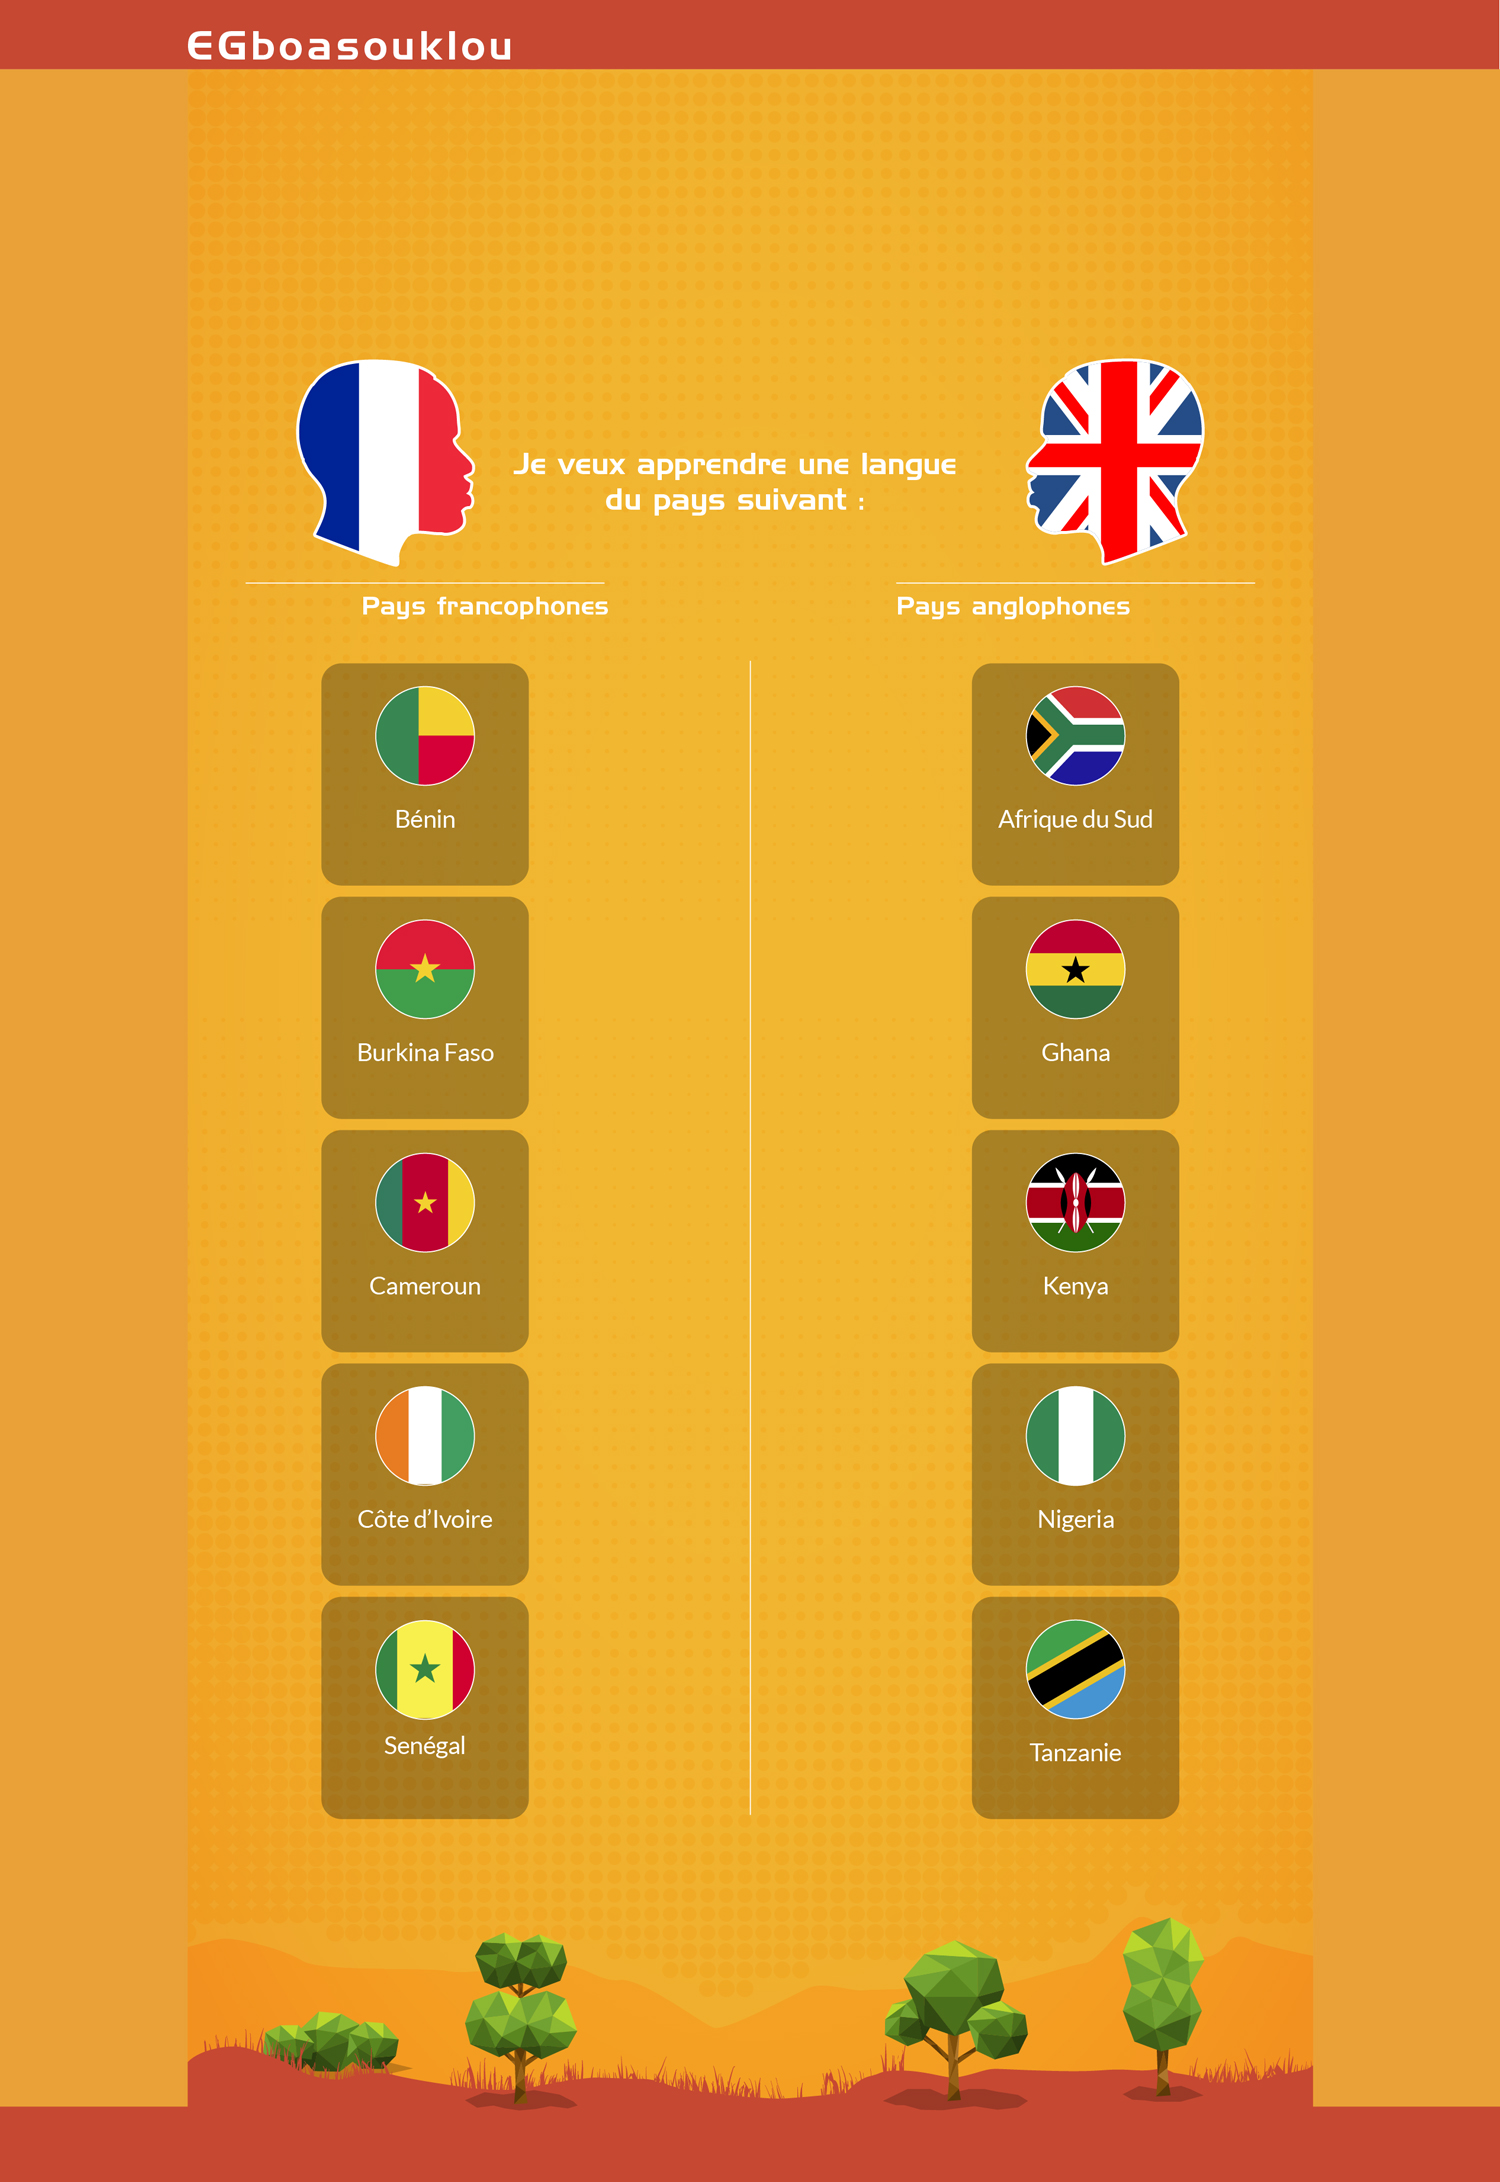 EGboasouklou
Je veux apprendre une langue
du pays suivant :
Pays francophones
Pays anglophones
Bénin
Burkina Faso
Cameroun
Côte d’Ivoire
Senégal
Afrique du Sud
Ghana
Kenya
Nigeria
Tanzanie